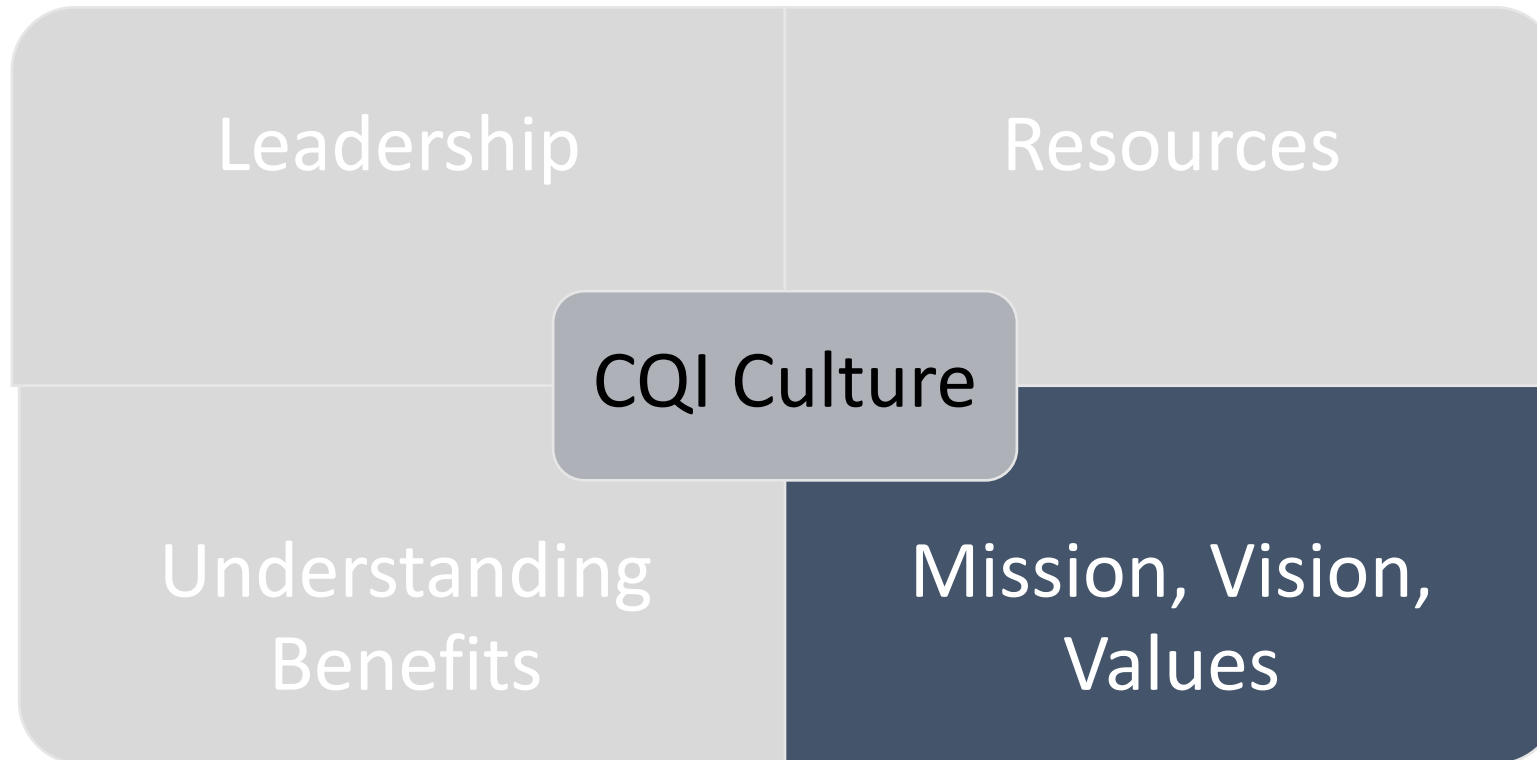 Leadership
Resources
CQI Culture
Understanding
Benefits
Mission, Vision,
Values